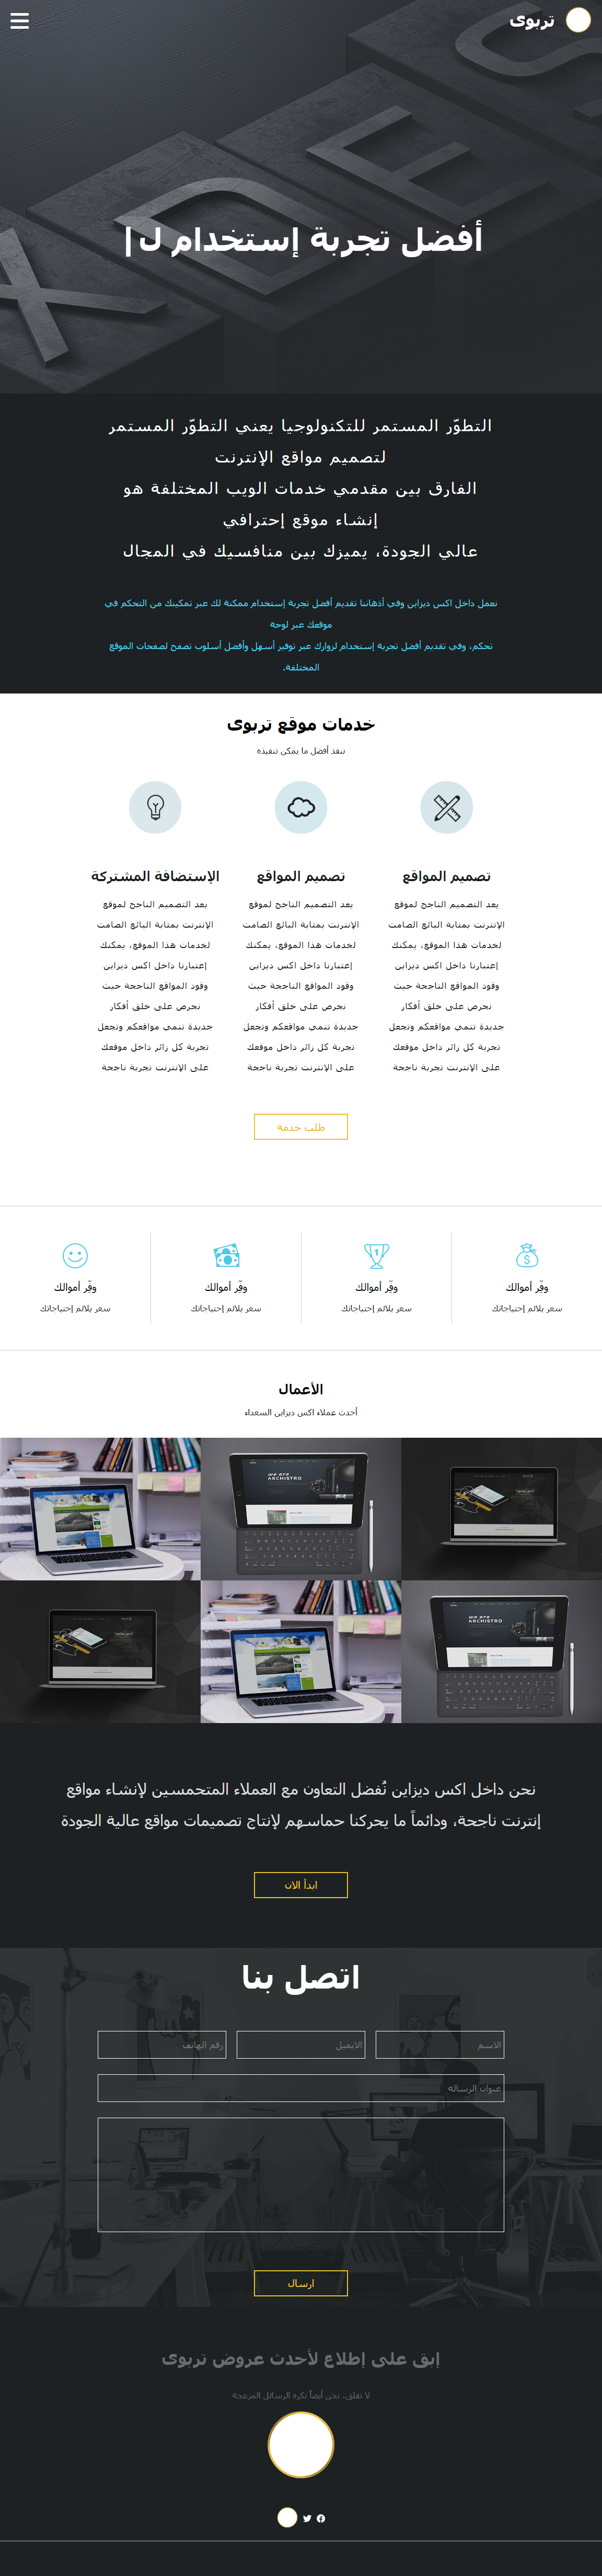 تربوى
أفضل تجربة إستخدام ل |
التطوّر المستمر للتكنولوجيا يعني التطوّر المستمر
لتصميم مواقع الإنترنت
الفارق بين مقدمي خدمات الويب المختلفة هو
إنشاء موقع إحترافي
عالي الجودة، يميزك بين منافسيك في المجال
نعمل داخل اكس ديزاين وفي أذهاننا تقديم أفضل تجربة إستخدام ممكنة لك عبر تمكينك من التحكم في
موقعك عبر لوحة
تحكم، وفي تقديم أفضل تجربة إستخدام لزوارك عبر توفير أسهل وأفضل أسلوب تصفح لصفحات الموقع
المختلفة.
خدمات موقع تربوى
ننفذ أفضل ما يمكن تنفيذة
تصميم المواقع
يعد التصميم الناجح لموقع
الإنترنت بمثابة البائع الصامت
لخدمات هذا الموقع، يمكنك
إعتبارنا داخل اكس ديزاين
وقود المواقع الناجحة حيث
نحرص على خلق أفكار
جديدة تنمي مواقعكم وتجعل
تجربة كل زائر داخل موقعك
على الإنترنت تجربة ناجحة
تصميم المواقع
يعد التصميم الناجح لموقع
الإنترنت بمثابة البائع الصامت
لخدمات هذا الموقع، يمكنك
إعتبارنا داخل اكس ديزاين
وقود المواقع الناجحة حيث
نحرص على خلق أفكار
جديدة تنمي مواقعكم وتجعل
تجربة كل زائر داخل موقعك
على الإنترنت تجربة ناجحة
الإستضافة المشتركة
يعد التصميم الناجح لموقع
الإنترنت بمثابة البائع الصامت
لخدمات هذا الموقع، يمكنك
إعتبارنا داخل اكس ديزاين
وقود المواقع الناجحة حيث
نحرص على خلق أفكار
جديدة تنمي مواقعكم وتجعل
تجربة كل زائر داخل موقعك
على الإنترنت تجربة ناجحة
طلب خدمة
وفّر أموالك
سعر يلائم إحتياجاتك
وفّر أموالك
سعر يلائم إحتياجاتك
وفّر أموالك
سعر يلائم إحتياجاتك
وفّر أموالك
سعر يلائم إحتياجاتك
الأعمال
أحدث عملاء اكس ديزاين السعداء
we are
ARCHISTRO
we are
ARCHISTRO
نحن داخل اكس ديزاين نُفضل التعاون مع العملاء المتحمسين لإنشاء مواقع
إنترنت ناجحة، ودائماً ما يحركنا حماسهم لإنتاج تصميمات مواقع عالية الجودة
ابدأ الان
اتصل بنا
الاسم
الايميل
رقم الهاتف
عنوان الرسالة
ارسال
إبق على إطلاع لأحدث عروض تربوى
لا تقلق، نحن أيضاً نكره الرسائل المزعجة